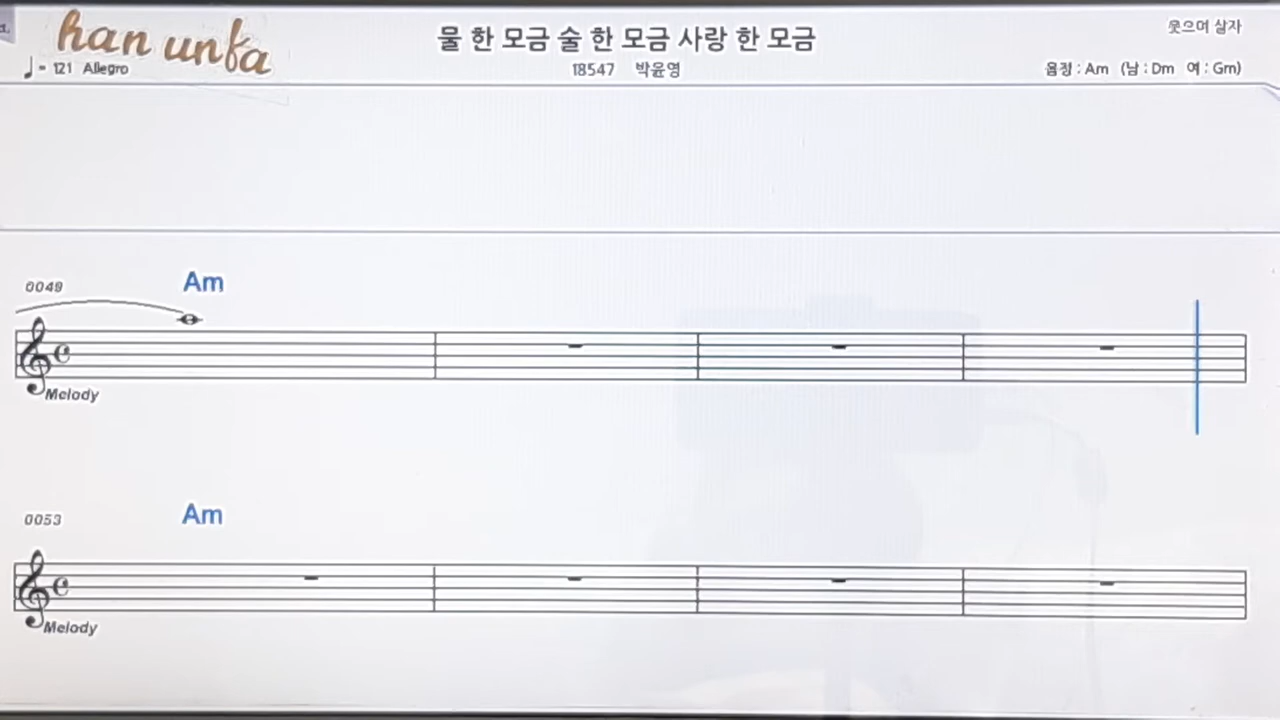 han unfa
물 한 모금 술 한 모금 사랑 한 모금
웃으며 살자
♩= 121 Allegro
18547 박윤영
음정 : Am (남 : Dm 여 : Gm)
0049 Am
Melody
0053 Am
Melody